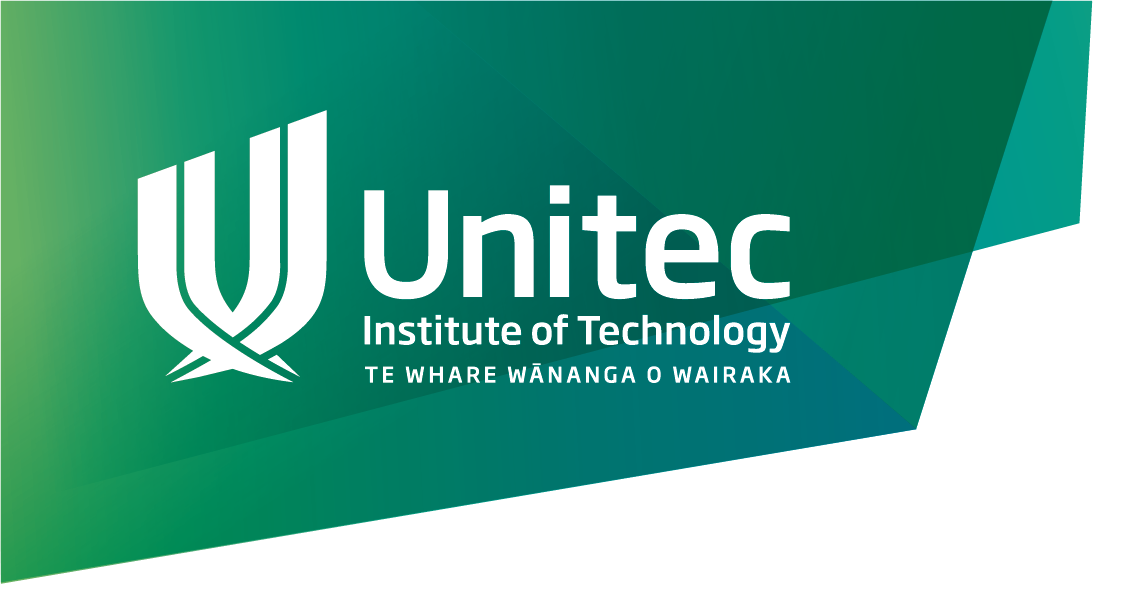 Unitec
Institute of Technology
TE WHARE WĀNANGA O WAIRAKA